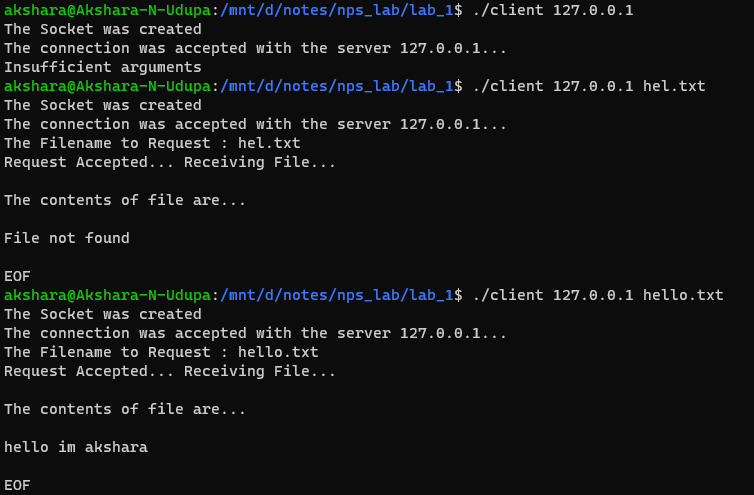 akshara@Akshara-N-Udupa:/mnt/d/notes/nps_lab/lab_1$ ./client 127.0.0.1
The Socket was created
The connection was accepted with the server 127.0.0.1...
Insufficient arguments
akshara@Akshara-N-Udupa:/mnt/d/notes/nps_lab/lab_1$ ./client 127.0.0.1 hel.txt
The Socket was created
The connection was accepted with the server 127.0.0.1...
The Filename to Request : hel.txt
Request Accepted... Receiving File...
The contents of file are...
File not found
EOF
akshara@Akshara-N-Udupa:/mnt/d/notes/nps_lab/lab_1$ ./client 127.0.0.1 hello.txt
The Socket was created
The connection was accepted with the server 127.0.0.1...
The Filename to Request : hello.txt
Request Accepted... Receiving File...
The contents of file are...
hello im akshara
EOF